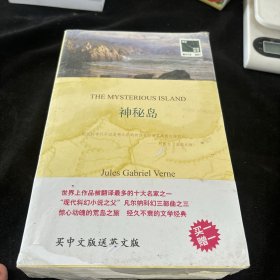 THE MYSTERIOUS ISLAND
神秘岛
Jules Gabriel Verne
世界上作品被翻译最多的十大名家之一
“现代科幻小说之父”凡尔纳科幻三部曲之三
惊心动魄的荒岛之旅 经久不衰的文学经典
买一赠一
买中文版送英文版